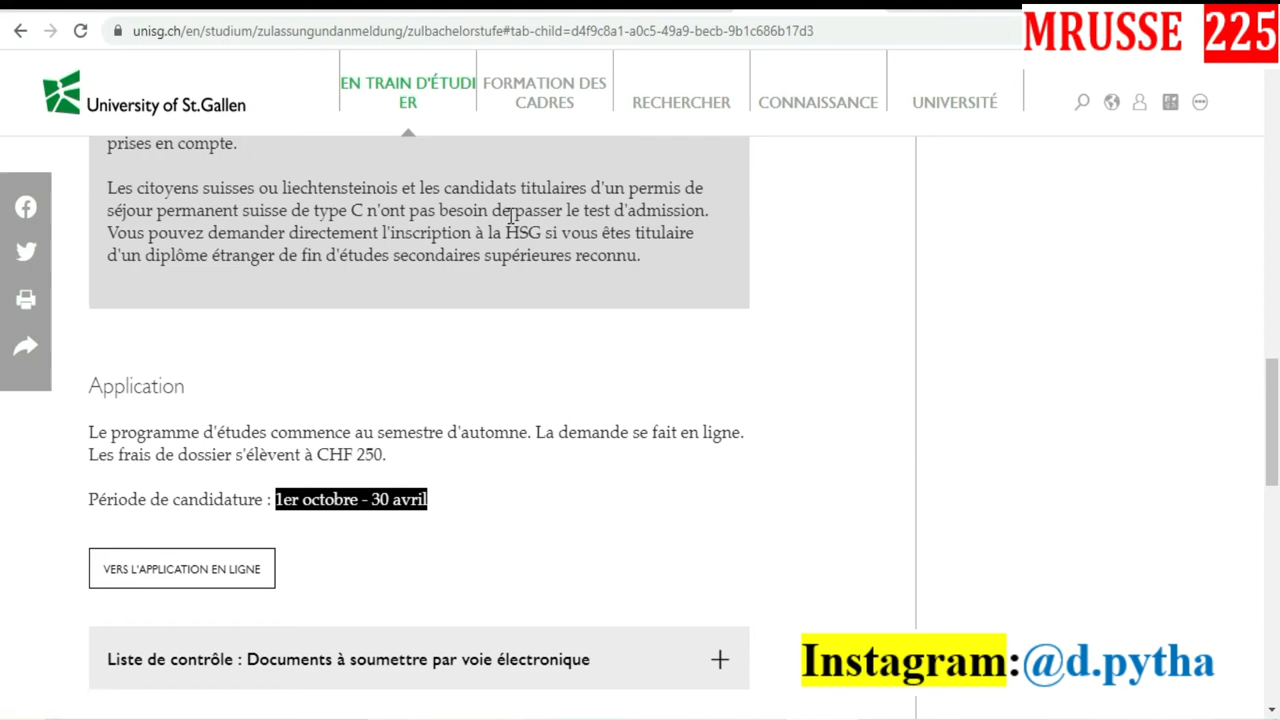 unisg.ch/en/studium/zulassungundanmeldung/zulbachelorstufe#tab-child=d4f9c8a1-a0c5-49a9-becb-9b1c686b17d3
MRUSSE 225
University of St.Gallen
EN TRAIN D'ÉTUDI
ER
FORMATION DES
CADRES
RECHERCHER
CONNAISSANCE
UNIVERSITÉ
prises en compte.
Les citoyens suisses ou liechtensteinois et les candidats titulaires d'un permis de
séjour permanent suisse de type C n'ont pas besoin de passer le test d'admission.
Vous pouvez demander directement l'inscription à la HSG si vous êtes titulaire
d'un diplôme étranger de fin d'études secondaires supérieures reconnu.
Application
Le programme d'études commence au semestre d'automne. La demande se fait en ligne.
Les frais de dossier s'élèvent à CHF 250.
Période de candidature : 1er octobre - 30 avril
VERS L'APPLICATION EN LIGNE
Liste de contrôle : Documents à soumettre par voie électronique
Instagram:@d.pytha